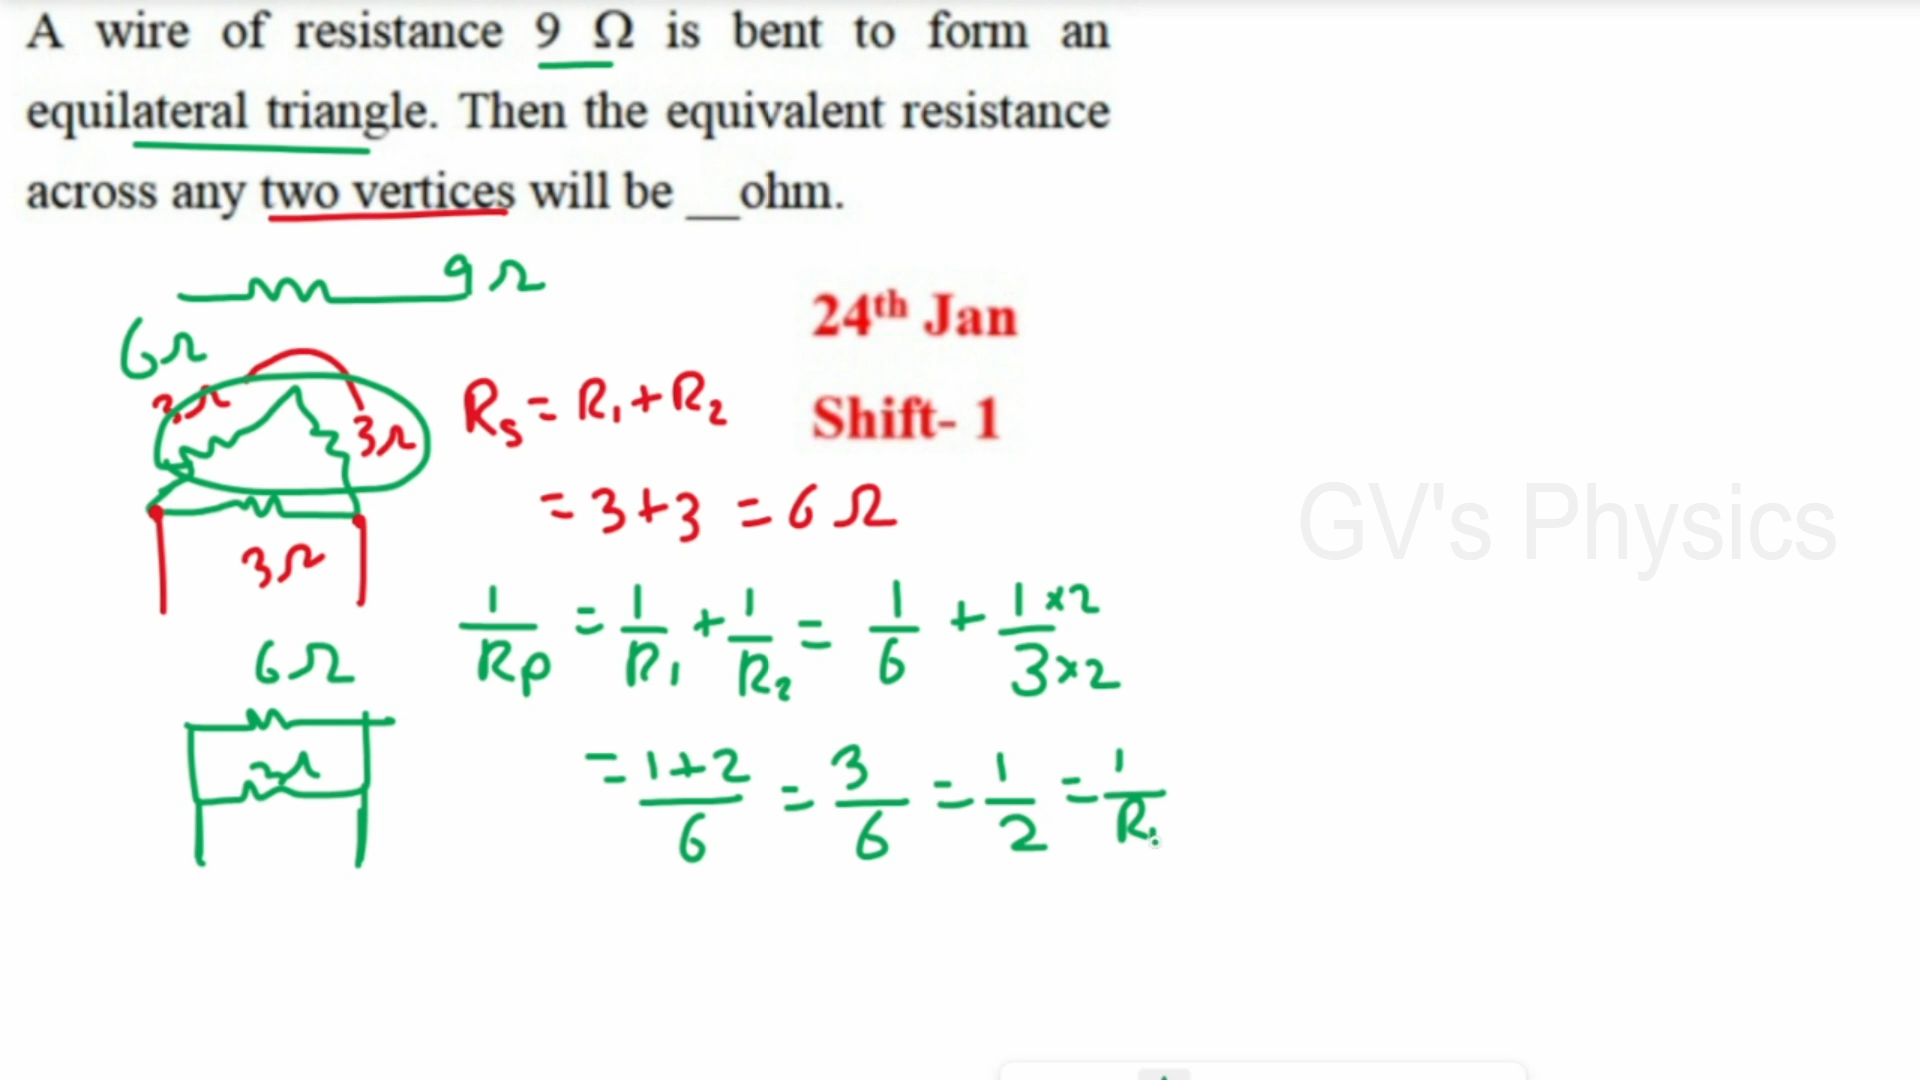 A wire of resistance 9 Ω is bent to form an
equilateral triangle. Then the equivalent resistance
across any two vertices will be __ohm.
9 Ω
6Ω
3Ω
3Ω
3Ω
24th Jan
Shift- 1
Rs = R1 + R2
= 3+3 = 6 Ω
GV's Physics
1/Rp = 1/R1 + 1/R2 = 1/6 + 1×2/3×2
6Ω
= 1+2/6 = 3/6 = 1/2 = 1/R